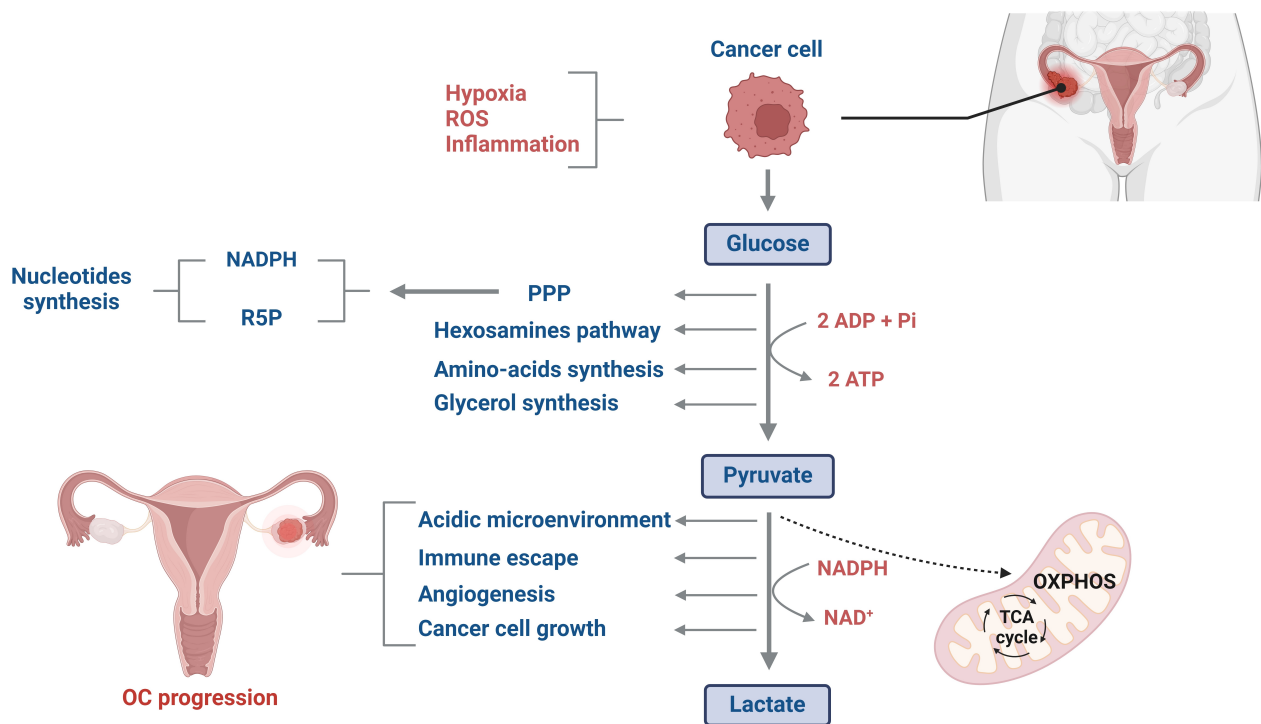 Cancer cell
Hypoxia
ROS
Inflammation
Glucose
Nucleotides
synthesis
NADPH
R5P
PPP
Hexosamines pathway
Amino-acids synthesis
Glycerol synthesis
2 ADP + Pi
2 ATP
Pyruvate
Acidic microenvironment
Immune escape
Angiogenesis
Cancer cell growth
NADPH
NAD⁺
OXPHOS
TCA
cycle
OC progression
Lactate